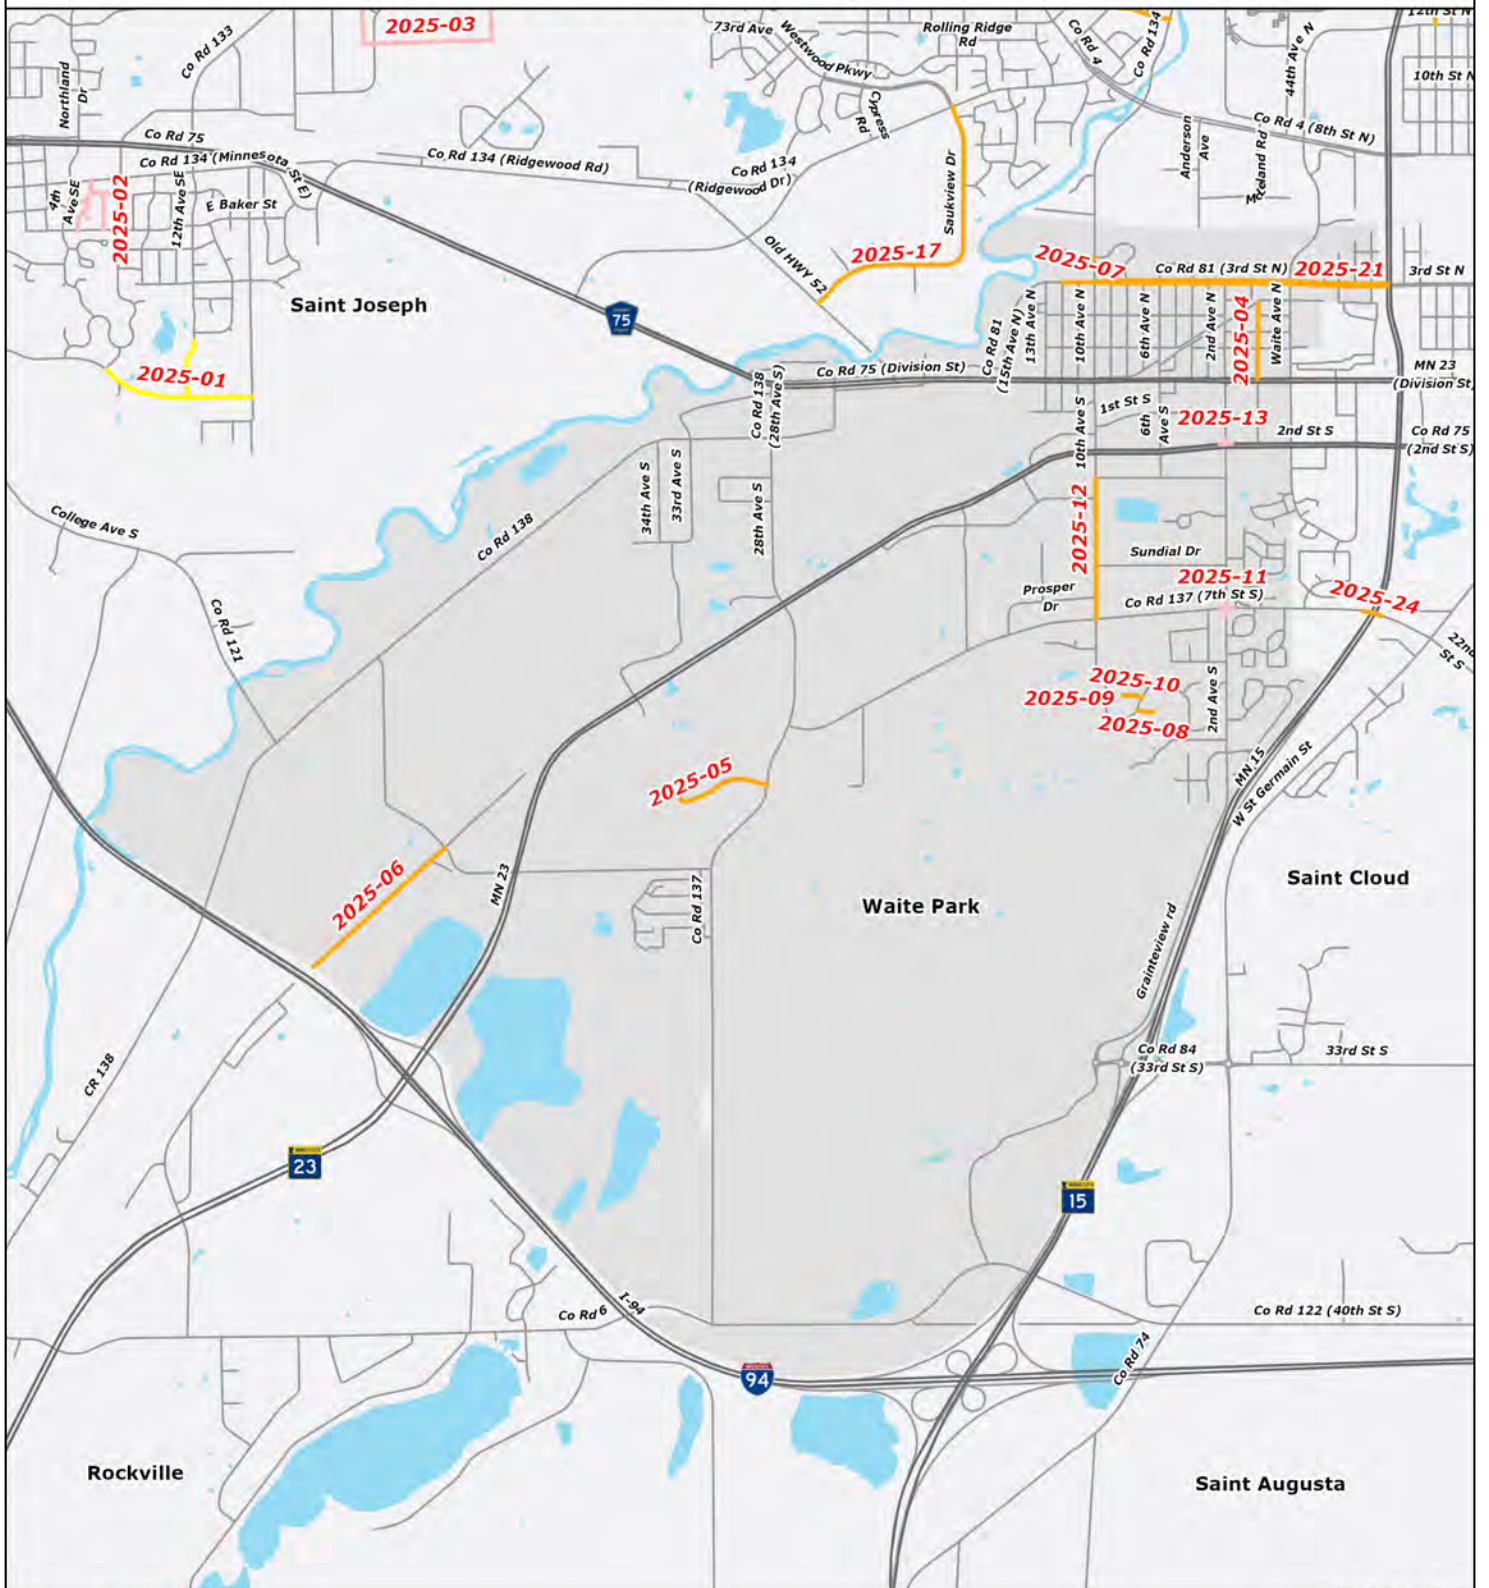 2025-03
73rd Ave
Westwood Pkwy
Rolling Ridge
Rd
Co Rd 4
Co Rd 134
44th Ave N
12th St N
10th St N
Co Rd 133
Northland
Dr
Co Rd 75
Co Rd 134 (Minnesota St E)
Co Rd 134 (Ridgewood Rd)
Co Rd 134
(Ridgewood Dr)
Cypress
Rd
Saukview Dr
Anderson
Ave
Co Rd 4 (8th St N)
4th
Ave SE
2025-02
12th Ave SE
E Baker St
Old HWY 52
2025-17
2025-07
Co Rd 81 (3rd St N)
2025-21
3rd St N
Saint Joseph
75
Co Rd 81
(15th Ave N)
13th Ave N
10th Ave N
6th Ave N
2nd Ave N
2025-04
Waite Ave N
2025-01
Co Rd 75 (Division St)
MN 23
(Division St)
Co Rd 138
(28th Ave S)
10th Ave S
1st St S
6th
Ave S
2025-13
2nd St S
Co Rd 75
(2nd St S)
College Ave S
Co Rd 138
34th Ave S
33rd Ave S
28th Ave S
2025-12
Sundial Dr
2025-11
Prosper
Dr
Co Rd 137 (7th St S)
2025-24
22nd
St S
Co Rd 121
2025-10
2025-09
2025-08
2nd Ave S
2025-05
MN 15
W St Germain St
2025-06
MN 23
Co Rd 137
Waite Park
Saint Cloud
Grainteview rd
CR 138
Co Rd 84
(33rd St S)
33rd St S
23
15
Co Rd 6
I-94
Co Rd 122 (40th St S)
Co Rd 74
94
Rockville
Saint Augusta